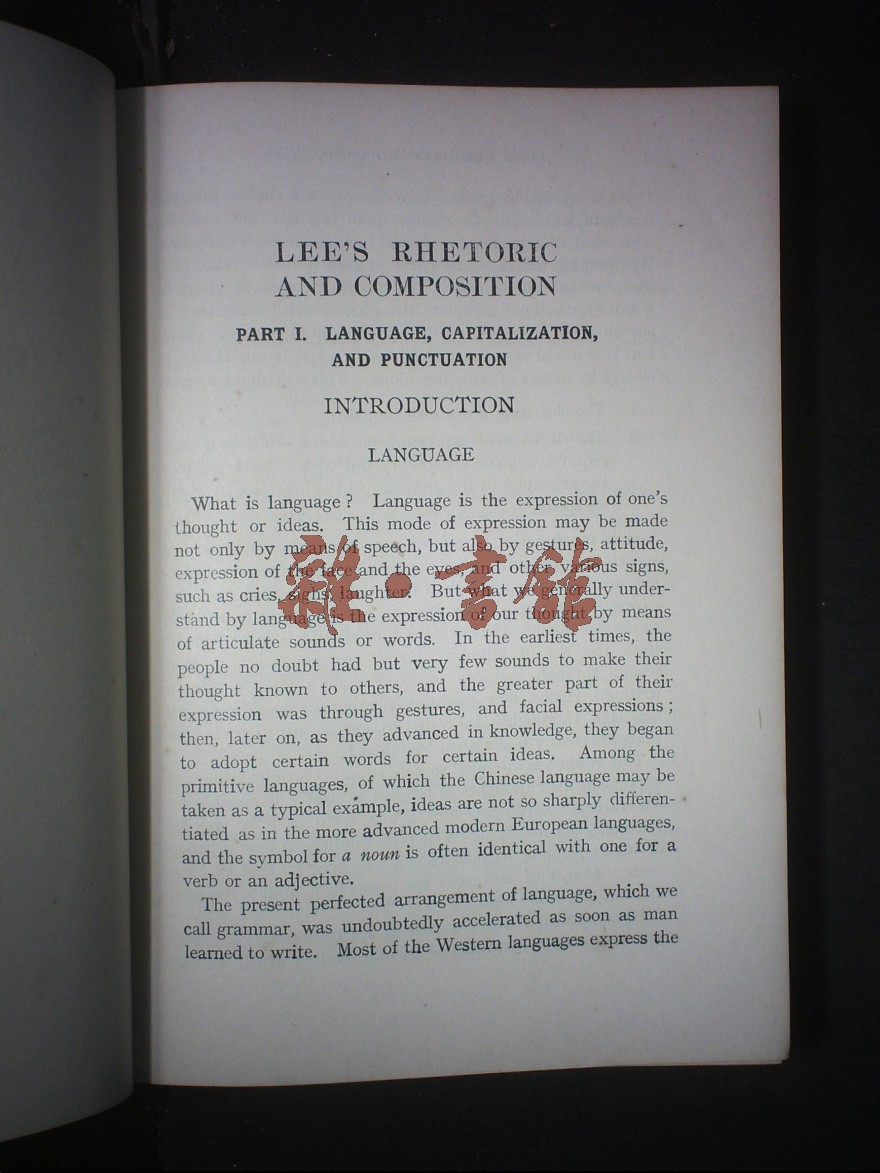 LEE'S RHETORIC
AND COMPOSITION
PART I. LANGUAGE, CAPITALIZATION,
AND PUNCTUATION
INTRODUCTION
LANGUAGE
What is language? Language is the expression of one's
thought or ideas. This mode of expression may be made
not only by means of speech, but also by gestures, attitude,
expression of the face and the eyes, and other various signs,
such as cries, sighs, laughter. But what we generally under-
stand by language is the expression of our thought by means
of articulate sounds or words. In the earliest times, the
people no doubt had but very few sounds to make their
thought known to others, and the greater part of their
expression was through gestures, and facial expressions;
then, later on, as they advanced in knowledge, they began
to adopt certain words for certain ideas. Among the
primitive languages, of which the Chinese language may be
taken as a typical example, ideas are not so sharply differen-
tiated as in the more advanced modern European languages,
and the symbol for a noun is often identical with one for a
verb or an adjective.
The present perfected arrangement of language, which we
call grammar, was undoubtedly accelerated as soon as man
learned to write. Most of the Western languages express the
雜·書館